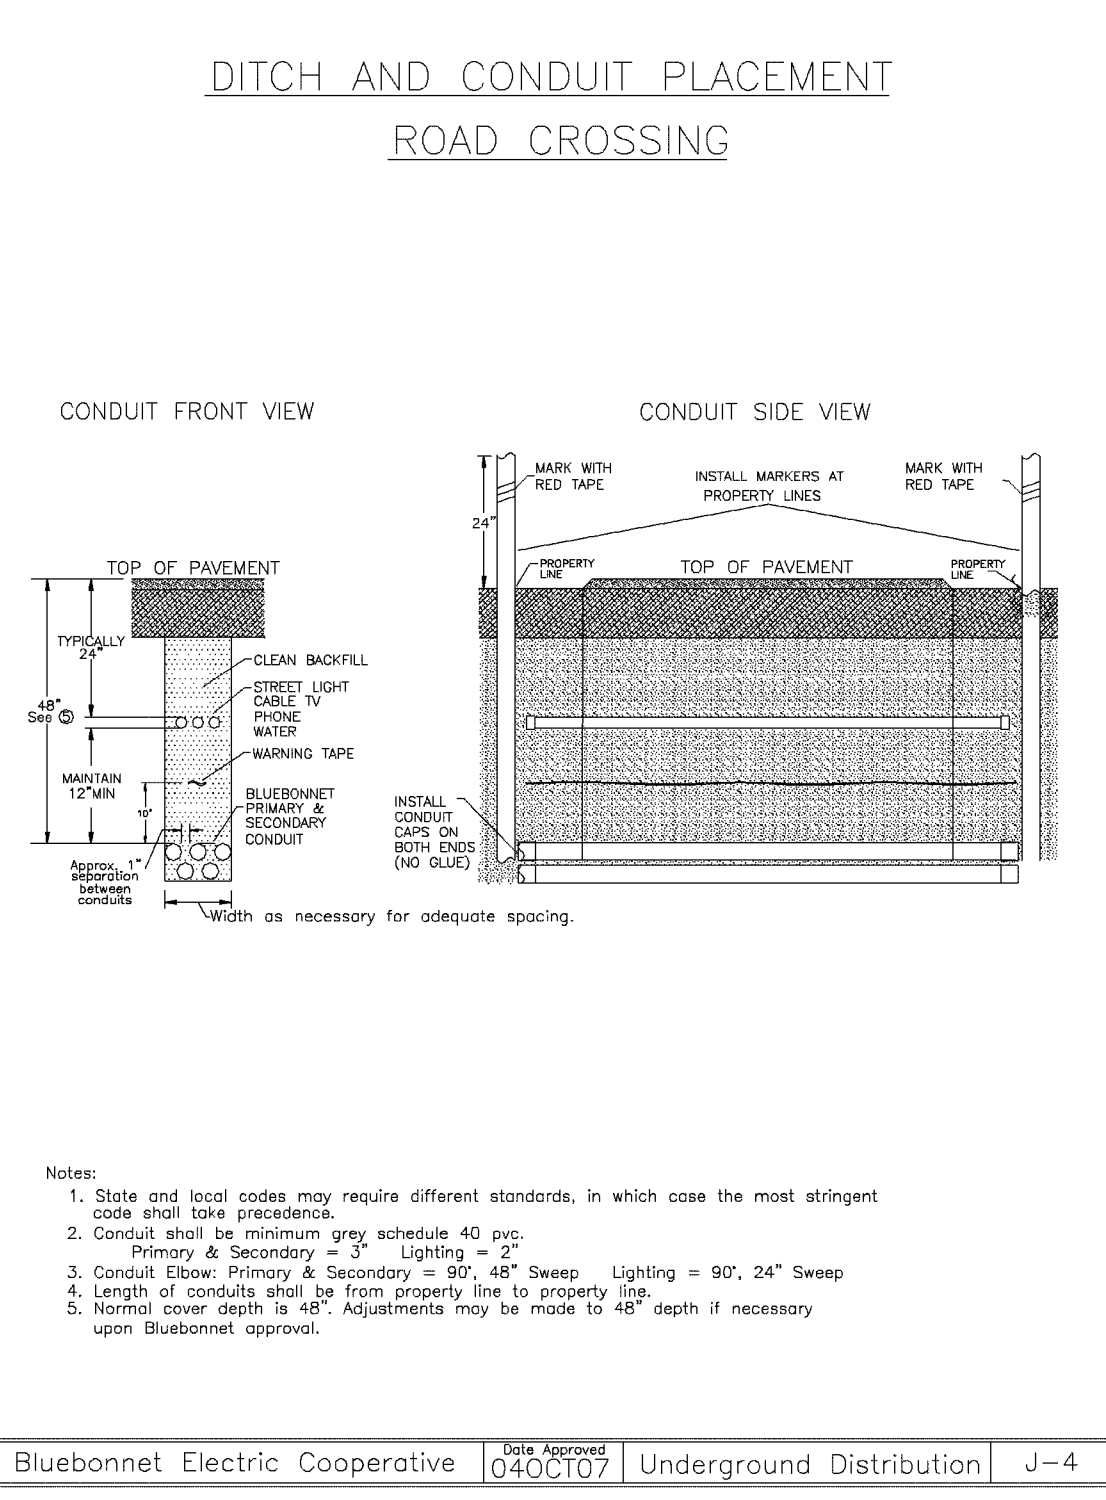 DITCH AND CONDUIT PLACEMENT
ROAD CROSSING
CONDUIT FRONT VIEW
CONDUIT SIDE VIEW
MARK WITH
RED TAPE
INSTALL MARKERS AT
PROPERTY LINES
MARK WITH
RED TAPE
24"
TOP OF PAVEMENT
PROPERTY
LINE
TOP OF PAVEMENT
PROPERTY
LINE
TYPICALLY
24"
CLEAN BACKFILL
STREET LIGHT
CABLE TV
PHONE
WATER
48"
See ⑤
WARNING TAPE
MAINTAIN
12"MIN
10"
BLUEBONNET
PRIMARY &
SECONDARY
CONDUIT
INSTALL
CONDUIT
CAPS ON
BOTH ENDS
(NO GLUE)
Approx. 1"
separation
between
conduits
Width as necessary for adequate spacing.
Notes:
1. State and local codes may require different standards, in which case the most stringent
code shall take precedence.
2. Conduit shall be minimum grey schedule 40 pvc.
Primary & Secondary = 3" Lighting = 2"
3. Conduit Elbow: Primary & Secondary = 90°, 48" Sweep Lighting = 90°, 24" Sweep
4. Length of conduits shall be from property line to property line.
5. Normal cover depth is 48". Adjustments may be made to 48" depth if necessary
upon Bluebonnet approval.
Bluebonnet Electric Cooperative
Date Approved
04OCT07
Underground Distribution
J-4